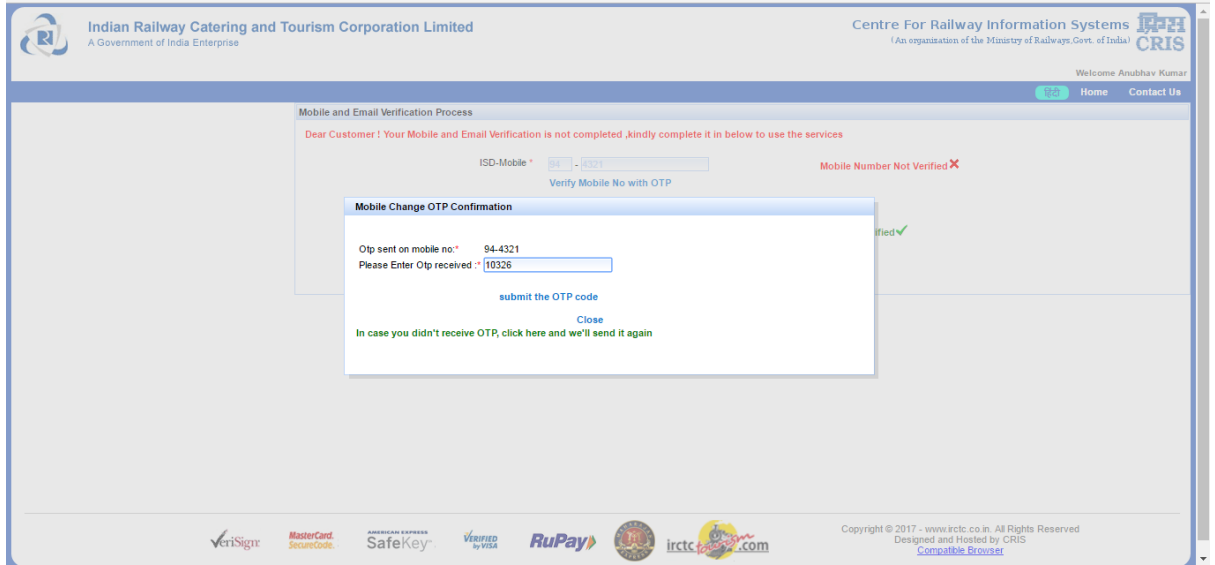 Indian Railway Catering and Tourism Corporation Limited
A Government of India Enterprise
Centre For Railway Information Systems
(An organization of the Ministry of Railways,Govt. of India)
CRIS
Welcome Anubhav Kumar
हिंदी Home Contact Us
Mobile and Email Verification Process
Dear Customer ! Your Mobile and Email Verification is not completed ,kindly complete it in below to use the services
ISD-Mobile * 94 - 4321 Mobile Number Not Verified
Verify Mobile No with OTP
Mobile Change OTP Confirmation
ified
Otp sent on mobile no:* 94-4321
Please Enter Otp received :* 10326
submit the OTP code
Close
In case you didn't receive OTP, click here and we'll send it again
VeriSign
MasterCard.
SecureCode.
AMERICAN EXPRESS
SafeKey
VERIFIED
by VISA
RuPay
irctc tourism .com
Copyright © 2017 - www.irctc.co.in. All Rights Reserved
Designed and Hosted by CRIS
Compatible Browser